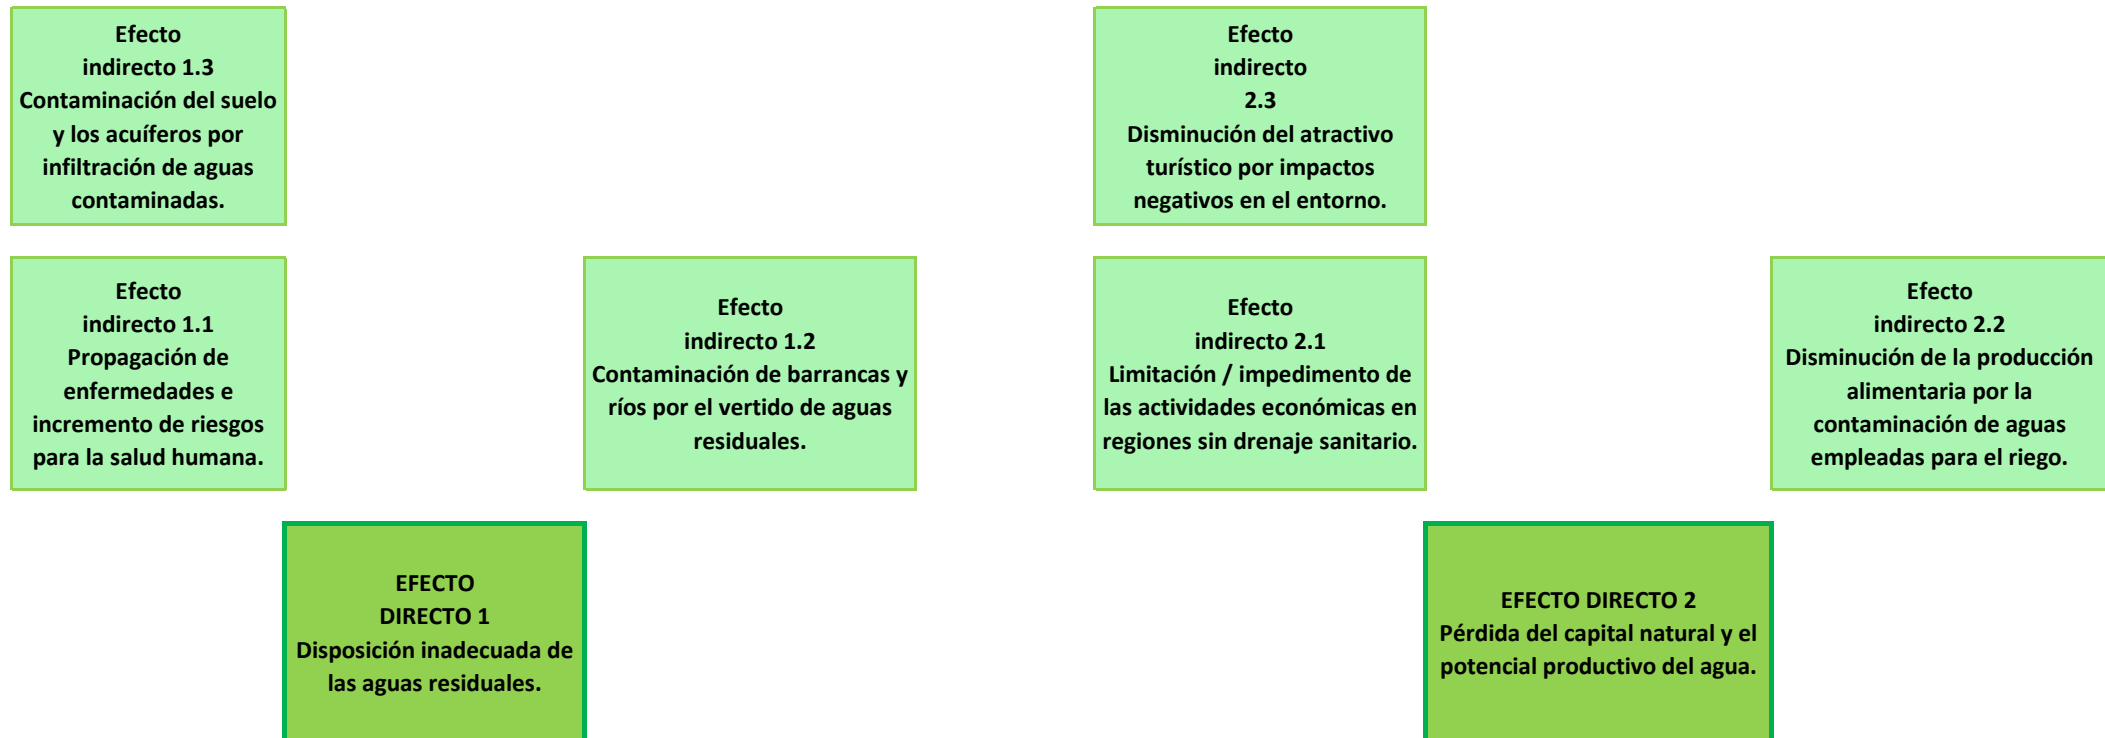 Efecto
indirecto 1.3
Contaminación del suelo
y los acuíferos por
infiltración de aguas
contaminadas.
Efecto
indirecto
2.3
Disminución del atractivo
turístico por impactos
negativos en el entorno.
Efecto
indirecto 1.1
Propagación de
enfermedades e
incremento de riesgos
para la salud humana.
Efecto
indirecto 1.2
Contaminación de barrancas y
ríos por el vertido de aguas
residuales.
Efecto
indirecto 2.1
Limitación / impedimento de
las actividades económicas en
regiones sin drenaje sanitario.
Efecto
indirecto 2.2
Disminución de la producción
alimentaria por la
contaminación de aguas
empleadas para el riego.
EFECTO
DIRECTO 1
Disposición inadecuada de
las aguas residuales.
EFECTO DIRECTO 2
Pérdida del capital natural y el
potencial productivo del agua.